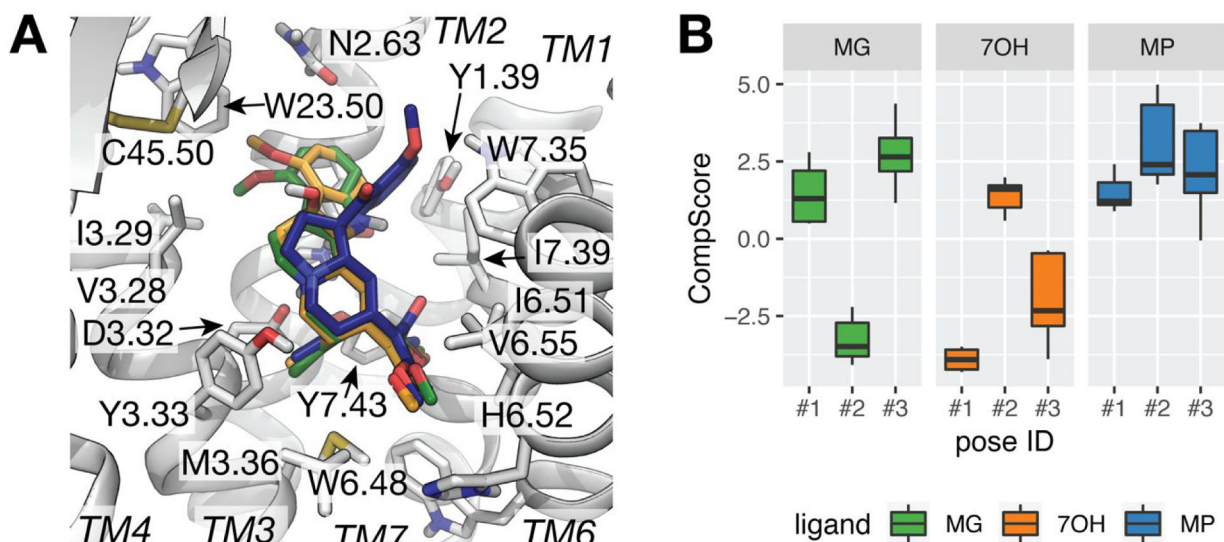 A
N2.63
TM2
TM1
Y1.39
W23.50
C45.50
W7.35
I3.29
I7.39
V3.28
I6.51
D3.32
V6.55
Y7.43
Y3.33
H6.52
M3.36
W6.48
TM4
TM3
TM7
TM6
B
MG
7OH
MP
CompScore
5.0
2.5
0.0
−2.5
#1
#2
#3
#1
#2
#3
#1
#2
#3
pose ID
ligand MG 7OH MP